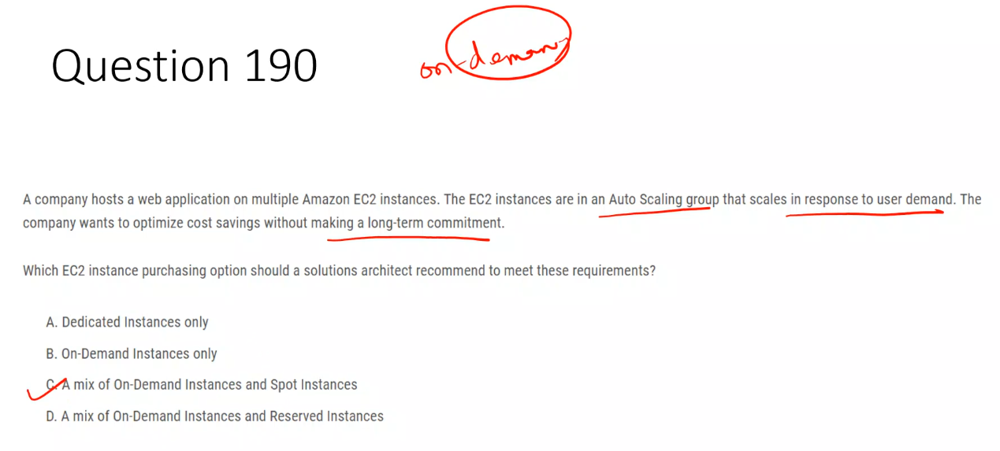 Question 190
on-demand
A company hosts a web application on multiple Amazon EC2 instances. The EC2 instances are in an Auto Scaling group that scales in response to user demand. The
company wants to optimize cost savings without making a long-term commitment.
Which EC2 instance purchasing option should a solutions architect recommend to meet these requirements?
A. Dedicated Instances only
B. On-Demand Instances only
C. A mix of On-Demand Instances and Spot Instances
D. A mix of On-Demand Instances and Reserved Instances